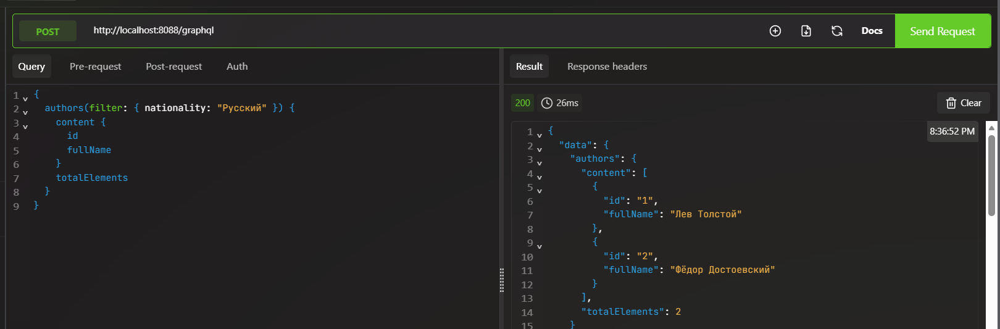 POST http://localhost:8088/graphql Docs Send Request
Query Pre-request Post-request Auth
1 {
2 authors(filter: { nationality: "Русский" }) {
3 content {
4 id
5 fullName
6 }
7 totalElements
8 }
9 }
Result Response headers
200 26ms Clear
8:36:52 PM
1 {
2 "data": {
3 "authors": {
4 "content": [
5 {
6 "id": "1",
7 "fullName": "Лев Толстой"
8 },
9 {
10 "id": "2",
11 "fullName": "Фёдор Достоевский"
12 }
13 ],
14 "totalElements": 2
15 }